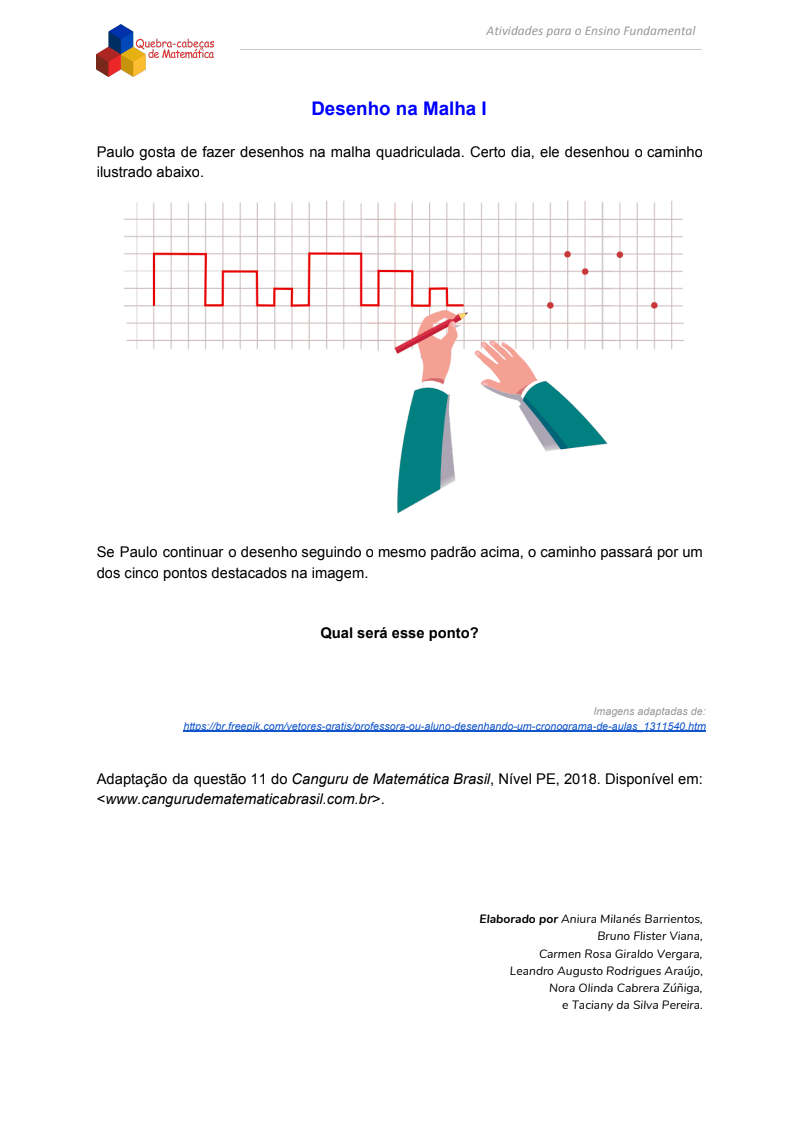 Quebra-cabeças
de Matemática
Atividades para o Ensino Fundamental
Desenho na Malha I
Paulo gosta de fazer desenhos na malha quadriculada. Certo dia, ele desenhou o caminho
ilustrado abaixo.
Se Paulo continuar o desenho seguindo o mesmo padrão acima, o caminho passará por um
dos cinco pontos destacados na imagem.
Qual será esse ponto?
Imagens adaptadas de:
https://br.freepik.com/vetores-gratis/professora-ou-aluno-desenhando-um-cronograma-de-aulas_1311540.htm
Adaptação da questão 11 do Canguru de Matemática Brasil, Nível PE, 2018. Disponível em:
<www.cangurudematematicabrasil.com.br>.
Elaborado por Aniura Milanés Barrientos,
Bruno Flister Viana,
Carmen Rosa Giraldo Vergara,
Leandro Augusto Rodrigues Araújo,
Nora Olinda Cabrera Zúñiga,
e Taciany da Silva Pereira.